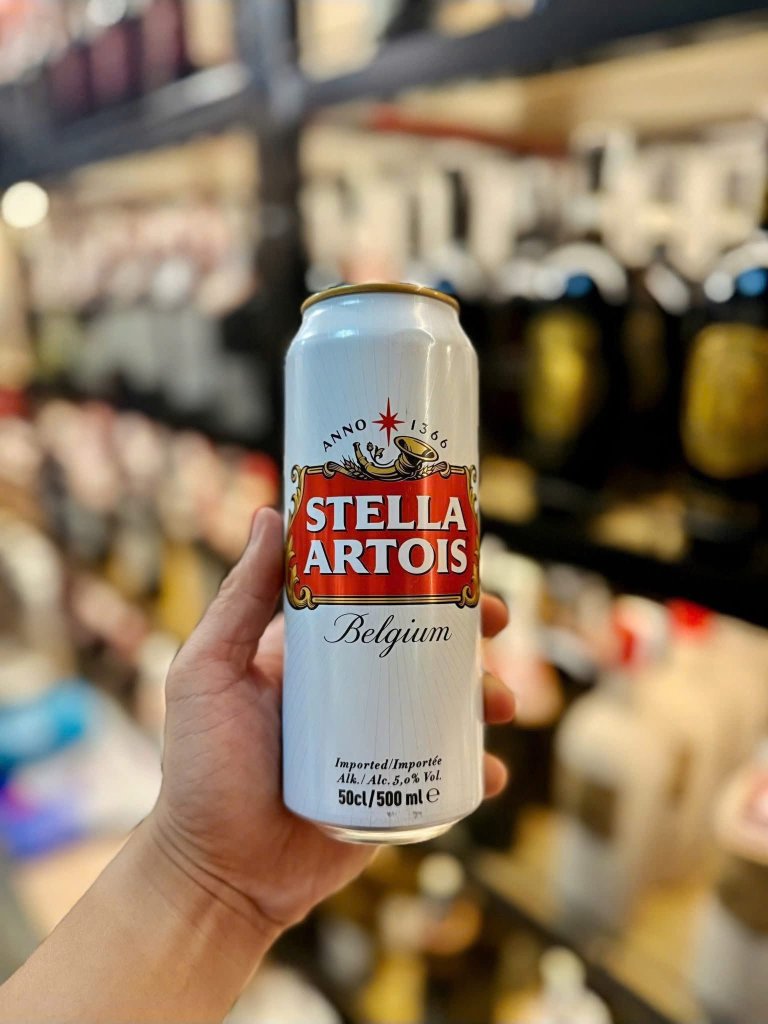 ANNO 1366
STELLA
ARTOIS
Belgium
Imported/Importée
Alk./Alc. 5,0% Vol.
50cl/500 ml ℮